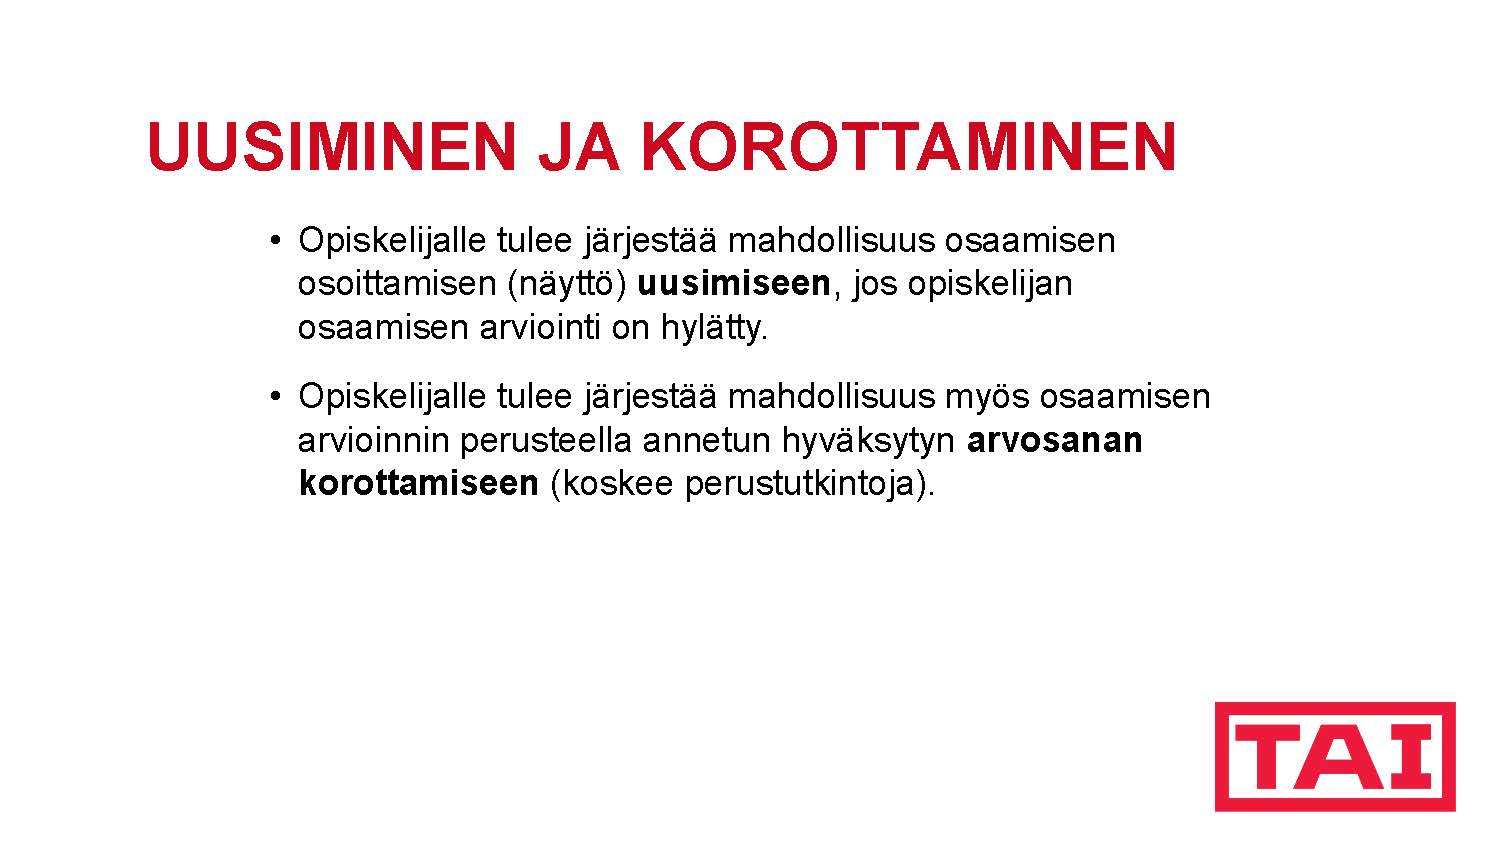 UUSIMINEN JA KOROTTAMINEN
• Opiskelijalle tulee järjestää mahdollisuus osaamisen
osoittamisen (näyttö) uusimiseen, jos opiskelijan
osaamisen arviointi on hylätty.
• Opiskelijalle tulee järjestää mahdollisuus myös osaamisen
arvioinnin perusteella annetun hyväksytyn arvosanan
korottamiseen (koskee perustutkintoja).
TAI